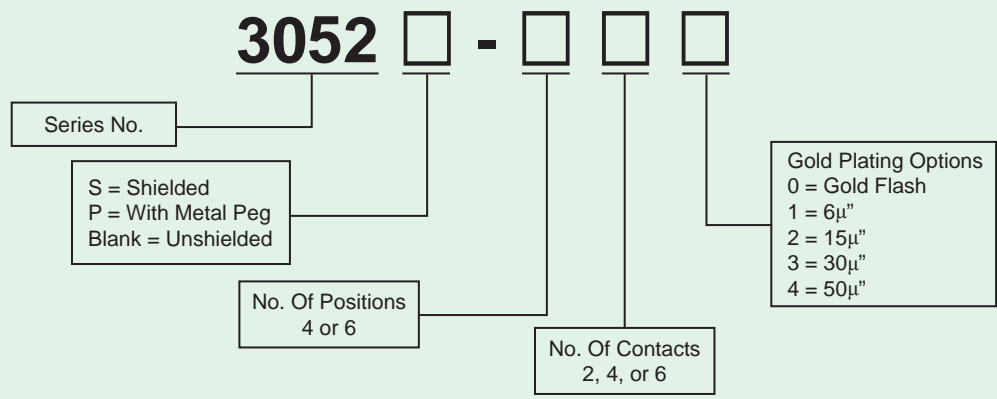 3052 □ - □ □ □
Series No.
S = Shielded
P = With Metal Peg
Blank = Unshielded
No. Of Positions
4 or 6
No. Of Contacts
2, 4, or 6
Gold Plating Options
0 = Gold Flash
1 = 6μ”
2 = 15μ”
3 = 30μ”
4 = 50μ”